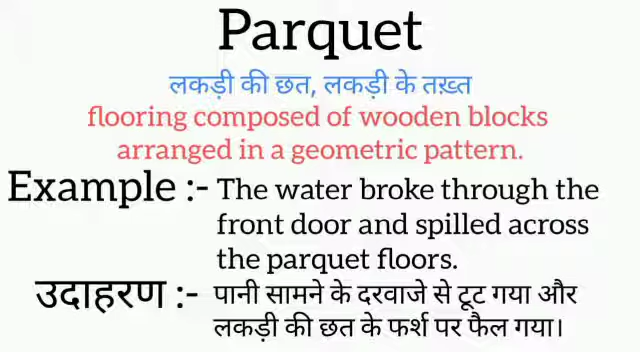 Parquet
लकड़ी की छत, लकड़ी के तख़्त
flooring composed of wooden blocks
arranged in a geometric pattern.
Example :- The water broke through the
front door and spilled across
the parquet floors.
उदाहरण :- पानी सामने के दरवाजे से टूट गया और
लकड़ी की छत के फर्श पर फैल गया।